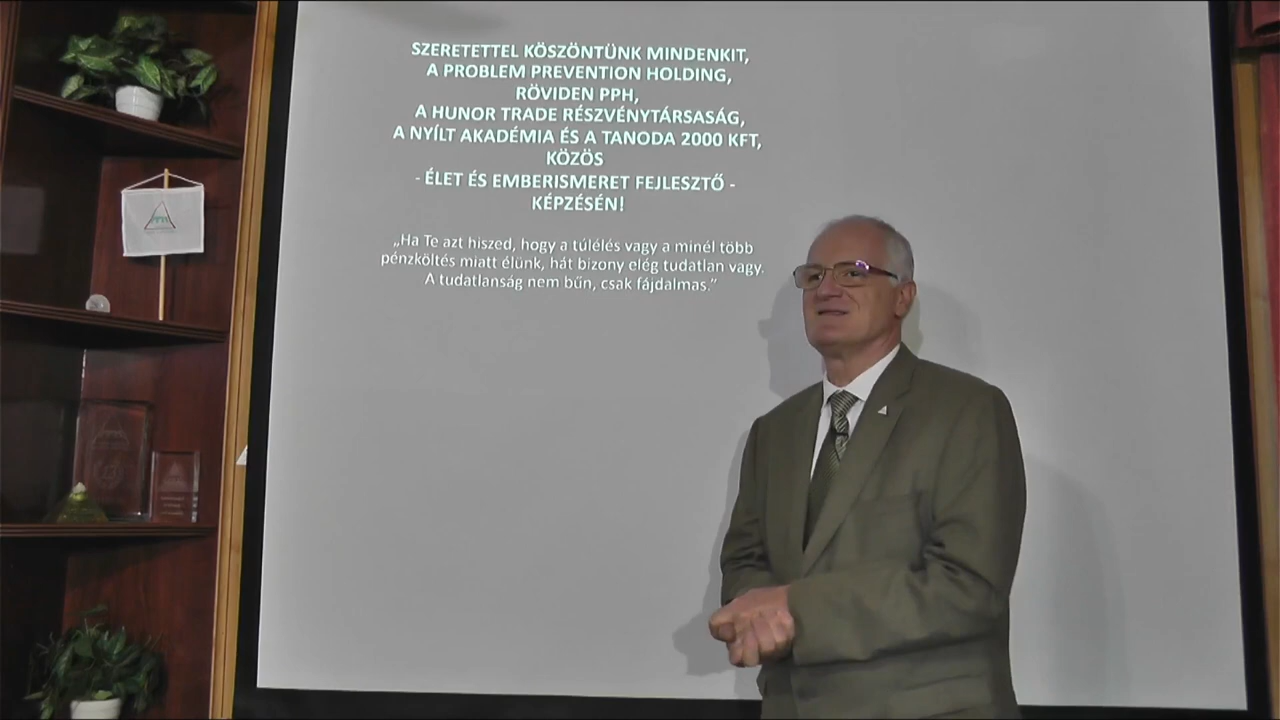 SZERETETTEL KÖSZÖNTÜNK MINDENKIT,
A PROBLEM PREVENTION HOLDING,
RÖVIDEN PPH,
A HUNOR TRADE RÉSZVÉNYTÁRSASÁG,
A NYÍLT AKADÉMIA ÉS A TANODA 2000 KFT,
KÖZÖS
- ÉLET ÉS EMBERISMERET FEJLESZTŐ -
KÉPZÉSÉN!
„Ha Te azt hiszed, hogy a túlélés vagy a minél több
pénzköltés miatt élünk, hát bizony elég tudatlan vagy.
A tudatlanság nem bűn, csak fájdalmas.”